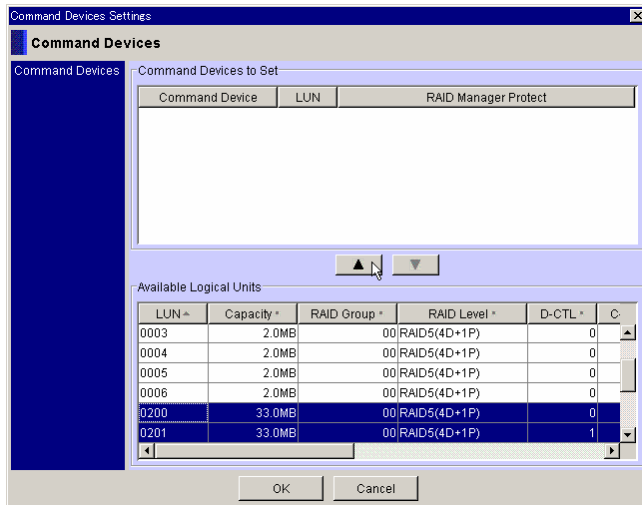 Command Devices Settings
Command Devices
Command Devices
Command Devices to Set
Command Device LUN RAID Manager Protect
Available Logical Units
LUN Capacity RAID Group RAID Level D-CTL C
0003 2.0MB 00 RAID5(4D+1P) 0
0004 2.0MB 00 RAID5(4D+1P) 0
0005 2.0MB 00 RAID5(4D+1P) 0
0006 2.0MB 00 RAID5(4D+1P) 0
0200 33.0MB 00 RAID5(4D+1P) 0
0201 33.0MB 00 RAID5(4D+1P) 1
OK Cancel